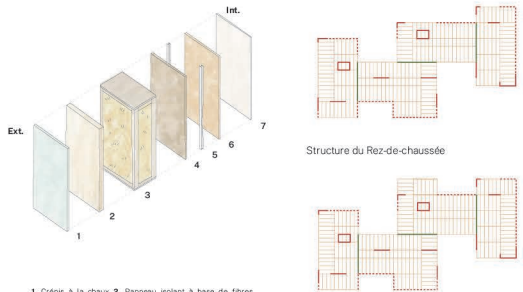 Int.
Ext.
7
6
5
4
3
2
1
Structure du Rez-de-chaussée
1 Crépis à la chaux 3 Panneau isolant à base de fibres